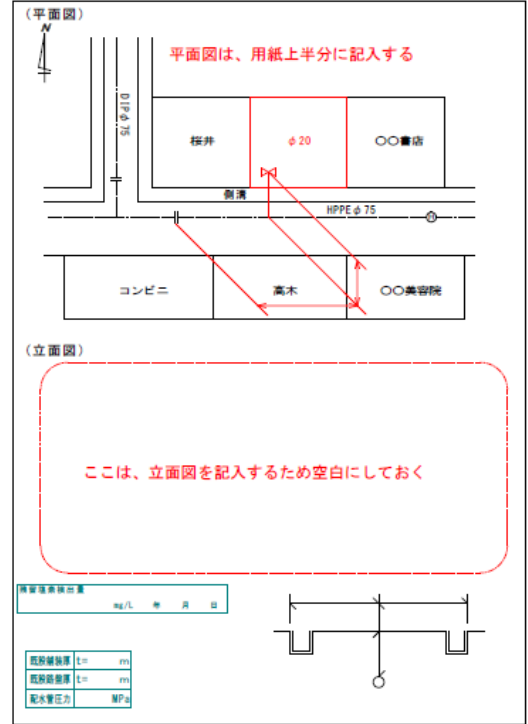 (平面図)
N
平面図は、用紙上半分に記入する
DIPφ75
桜井
φ20
〇〇書店
側溝
HPPEφ75
H
コンビニ
高木
〇〇美容院
(立面図)
ここは、立面図を記入するため空白にしておく
残留塩素検出量
mg/L 年 月 日
既設舗装厚 t= m
既設路盤厚 t= m
配水管圧力 MPa